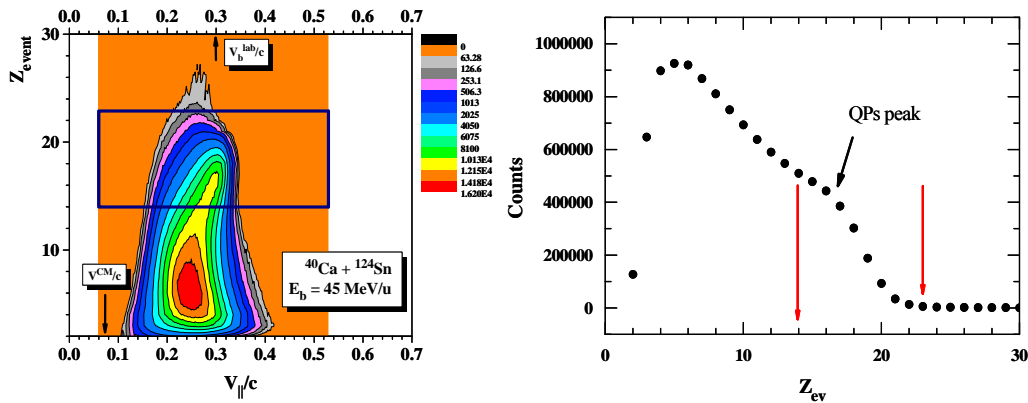 0.0 0.1 0.2 0.3 0.4 0.5 0.6 0.7
30
20
10
Z_event
V_b^lab/c
V^CM/c
^40Ca + ^124Sn
E_b = 45 MeV/u
0.0 0.1 0.2 0.3 0.4 0.5 0.6 0.7
V_||/c
0
63.28
126.6
253.1
506.3
1013
2025
4050
6075
8100
1.013E4
1.215E4
1.418E4
1.620E4
1000000
800000
600000
400000
200000
0
Counts
QPs peak
0 10 20 30
Z_ev